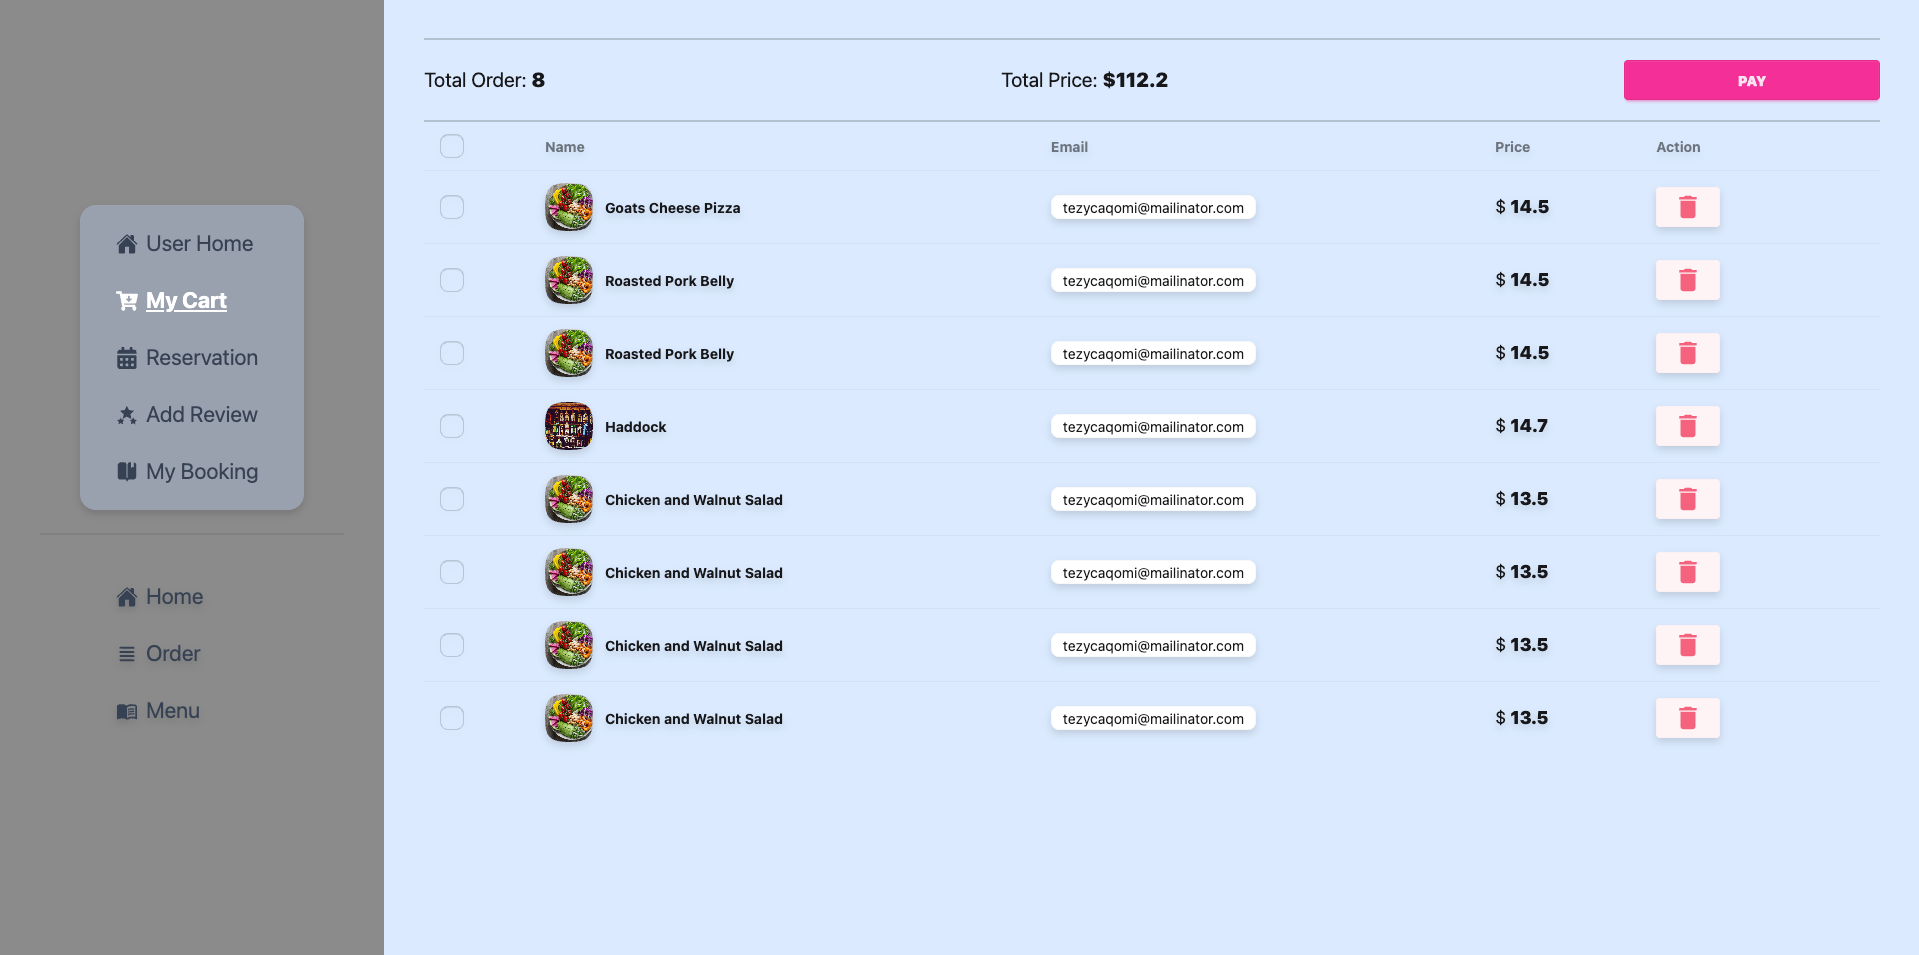 User Home
My Cart
Reservation
Add Review
My Booking
Home
Order
Menu
Total Order: 8 Total Price: $112.2 PAY
Name Email Price Action
Goats Cheese Pizza tezycaqomi@mailinator.com $ 14.5
Roasted Pork Belly tezycaqomi@mailinator.com $ 14.5
Roasted Pork Belly tezycaqomi@mailinator.com $ 14.5
Haddock tezycaqomi@mailinator.com $ 14.7
Chicken and Walnut Salad tezycaqomi@mailinator.com $ 13.5
Chicken and Walnut Salad tezycaqomi@mailinator.com $ 13.5
Chicken and Walnut Salad tezycaqomi@mailinator.com $ 13.5
Chicken and Walnut Salad tezycaqomi@mailinator.com $ 13.5